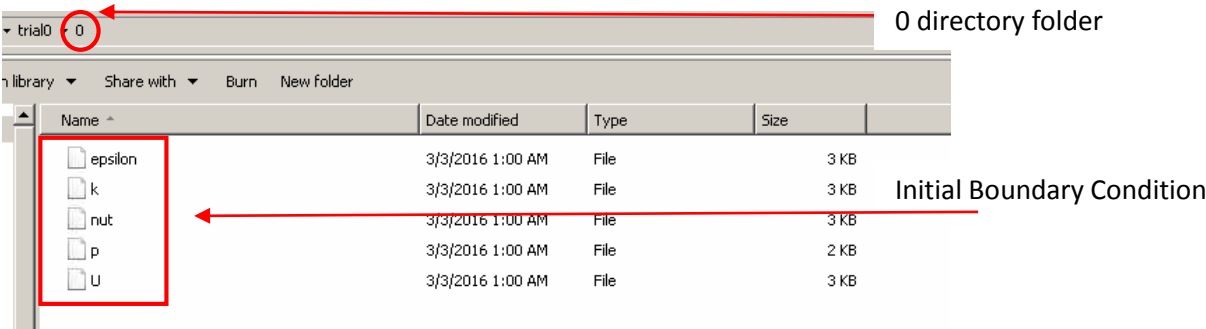 0 directory folder
trial0 0
n library Share with Burn New folder
Name Date modified Type Size
epsilon 3/3/2016 1:00 AM File 3 KB
k 3/3/2016 1:00 AM File 3 KB
Initial Boundary Condition
nut 3/3/2016 1:00 AM File 3 KB
p 3/3/2016 1:00 AM File 2 KB
U 3/3/2016 1:00 AM File 3 KB